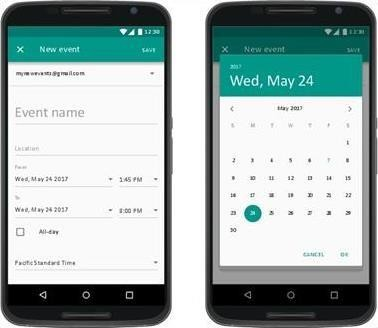 12:30
New event
SAVE
mynewevents@gmail.com
Event name
Location
From
Wed, May 24 2017 1:45 PM
To
Wed, May 24 2017 8:00 PM
All-day
Pacific Standard Time
12:30
New event
SAVE
2017
Wed, May 24
May 2017
S M T W T F S
1
2 3 4 5 6 7 8
9 10 11 12 13 14 15
16 17 18 19 20 21 22
23 24 25 26 27 28 29
30
CANCEL OK